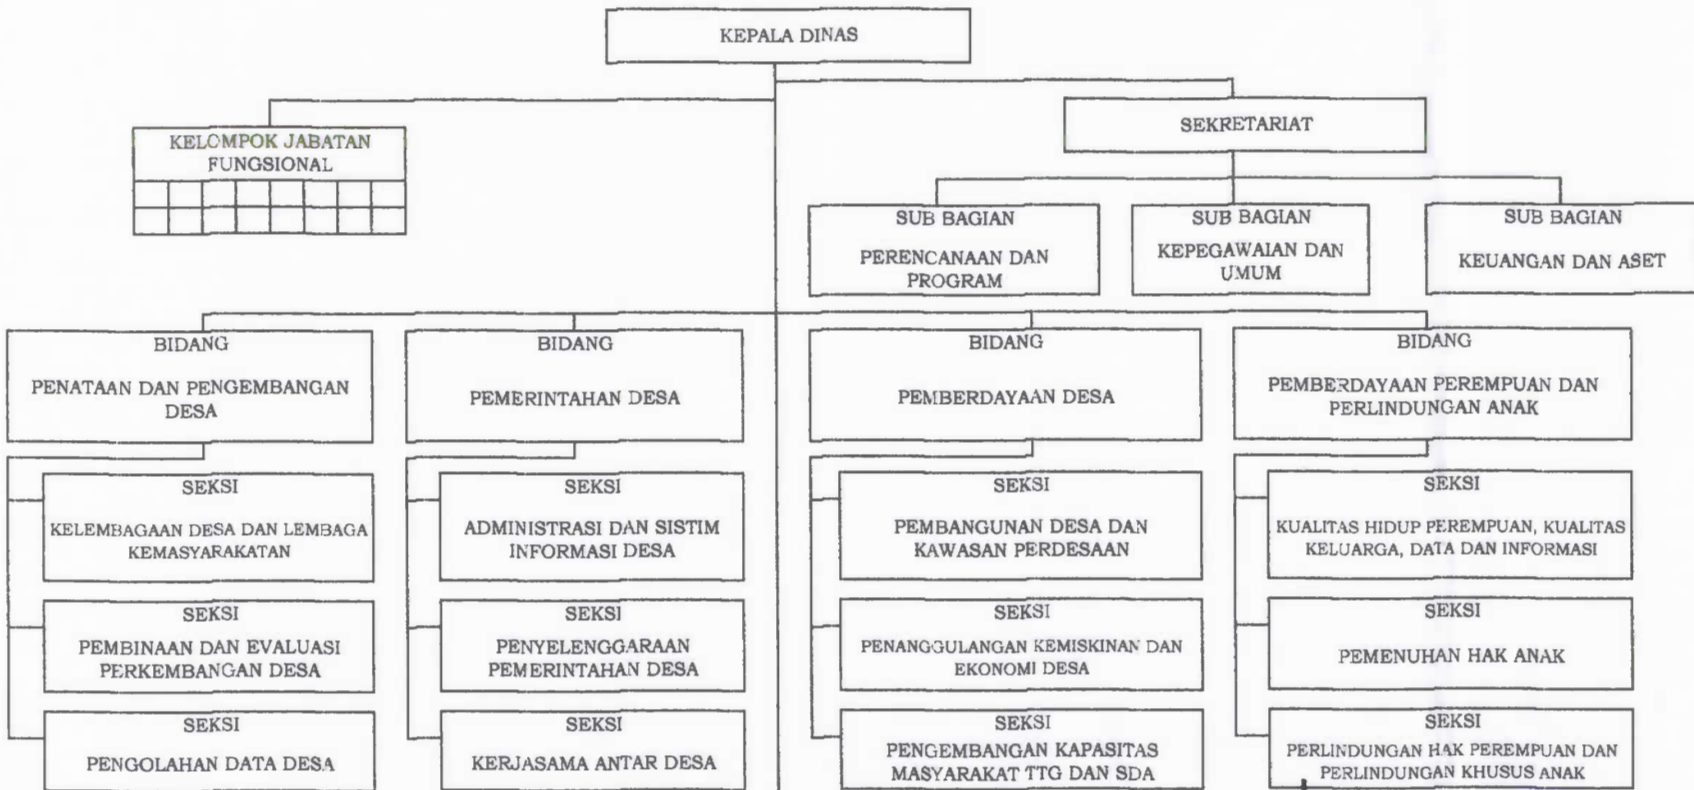 KEPALA DINAS
KELOMPOK JABATAN
FUNGSIONAL
SEKRETARIAT
SUB BAGIAN
PERENCANAAN DAN
PROGRAM
SUB BAGIAN
KEPEGAWAIAN DAN
UMUM
SUB BAGIAN
KEUANGAN DAN ASET
BIDANG
PENATAAN DAN PENGEMBANGAN
DESA
SEKSI
KELEMBAGAAN DESA DAN LEMBAGA
KEMASYARAKATAN
SEKSI
PEMBINAAN DAN EVALUASI
PERKEMBANGAN DESA
SEKSI
PENGOLAHAN DATA DESA
BIDANG
PEMERINTAHAN DESA
SEKSI
ADMINISTRASI DAN SISTIM
INFORMASI DESA
SEKSI
PENYELENGGARAAN
PEMERINTAHAN DESA
SEKSI
KERJASAMA ANTAR DESA
BIDANG
PEMBERDAYAAN DESA
SEKSI
PEMBANGUNAN DESA DAN
KAWASAN PERDESAAN
SEKSI
PENANGGULANGAN KEMISKINAN DAN
EKONOMI DESA
SEKSI
PENGEMBANGAN KAPASITAS
MASYARAKAT TTG DAN SDA
BIDANG
PEMBERDAYAAN PEREMPUAN DAN
PERLINDUNGAN ANAK
SEKSI
KUALITAS HIDUP PEREMPUAN, KUALITAS
KELUARGA, DATA DAN INFORMASI
SEKSI
PEMENUHAN HAK ANAK
SEKSI
PERLINDUNGAN HAK PEREMPUAN DAN
PERLINDUNGAN KHUSUS ANAK